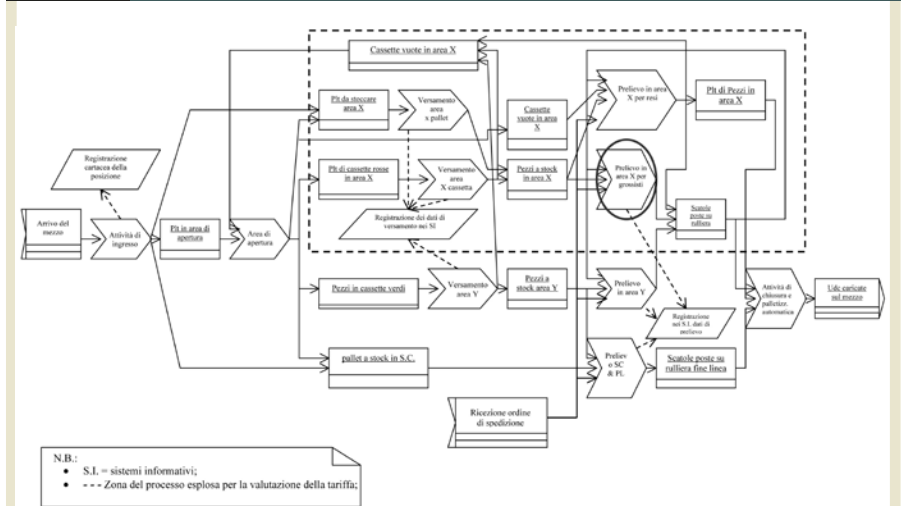 Cassette vuote in area X
Plt da stoccare
area X
Versamento
area
x pallet
Cassette
vuote in area
X
Prelievo in area
X per resi
Plt di Pezzi in
area X
Registrazione
cartacea della
posizione
Plt di cassette rosse
in area X
Versamento
area
X-cassetta
Pezzi a stock
in area X
Prelievo in
area X per
grossisti
Scatole
poste su
rulliera
Arrivo del
mezzo
Attività di
ingresso
Plt in area di
apertura
Area di
apertura
Registrazione dei dati di
versamento nei SI
Pezzi in cassette verdi
Versamento
area Y
Pezzi a
stock area Y
Prelievo
in area Y
Attività di
chiusura e
palletizz.
automatica
Udc caricate
sul mezzo
Registrazione
nei S.I. dati di
prelievo
pallet a stock in S.C.
Preliev
o SC
& PL
Scatole poste su
rulliera fine linea
Ricezione ordine
di spedizione
N.B.:
• S.I. = sistemi informativi;
• - - - Zona del processo esplosa per la valutazione della tariffa;